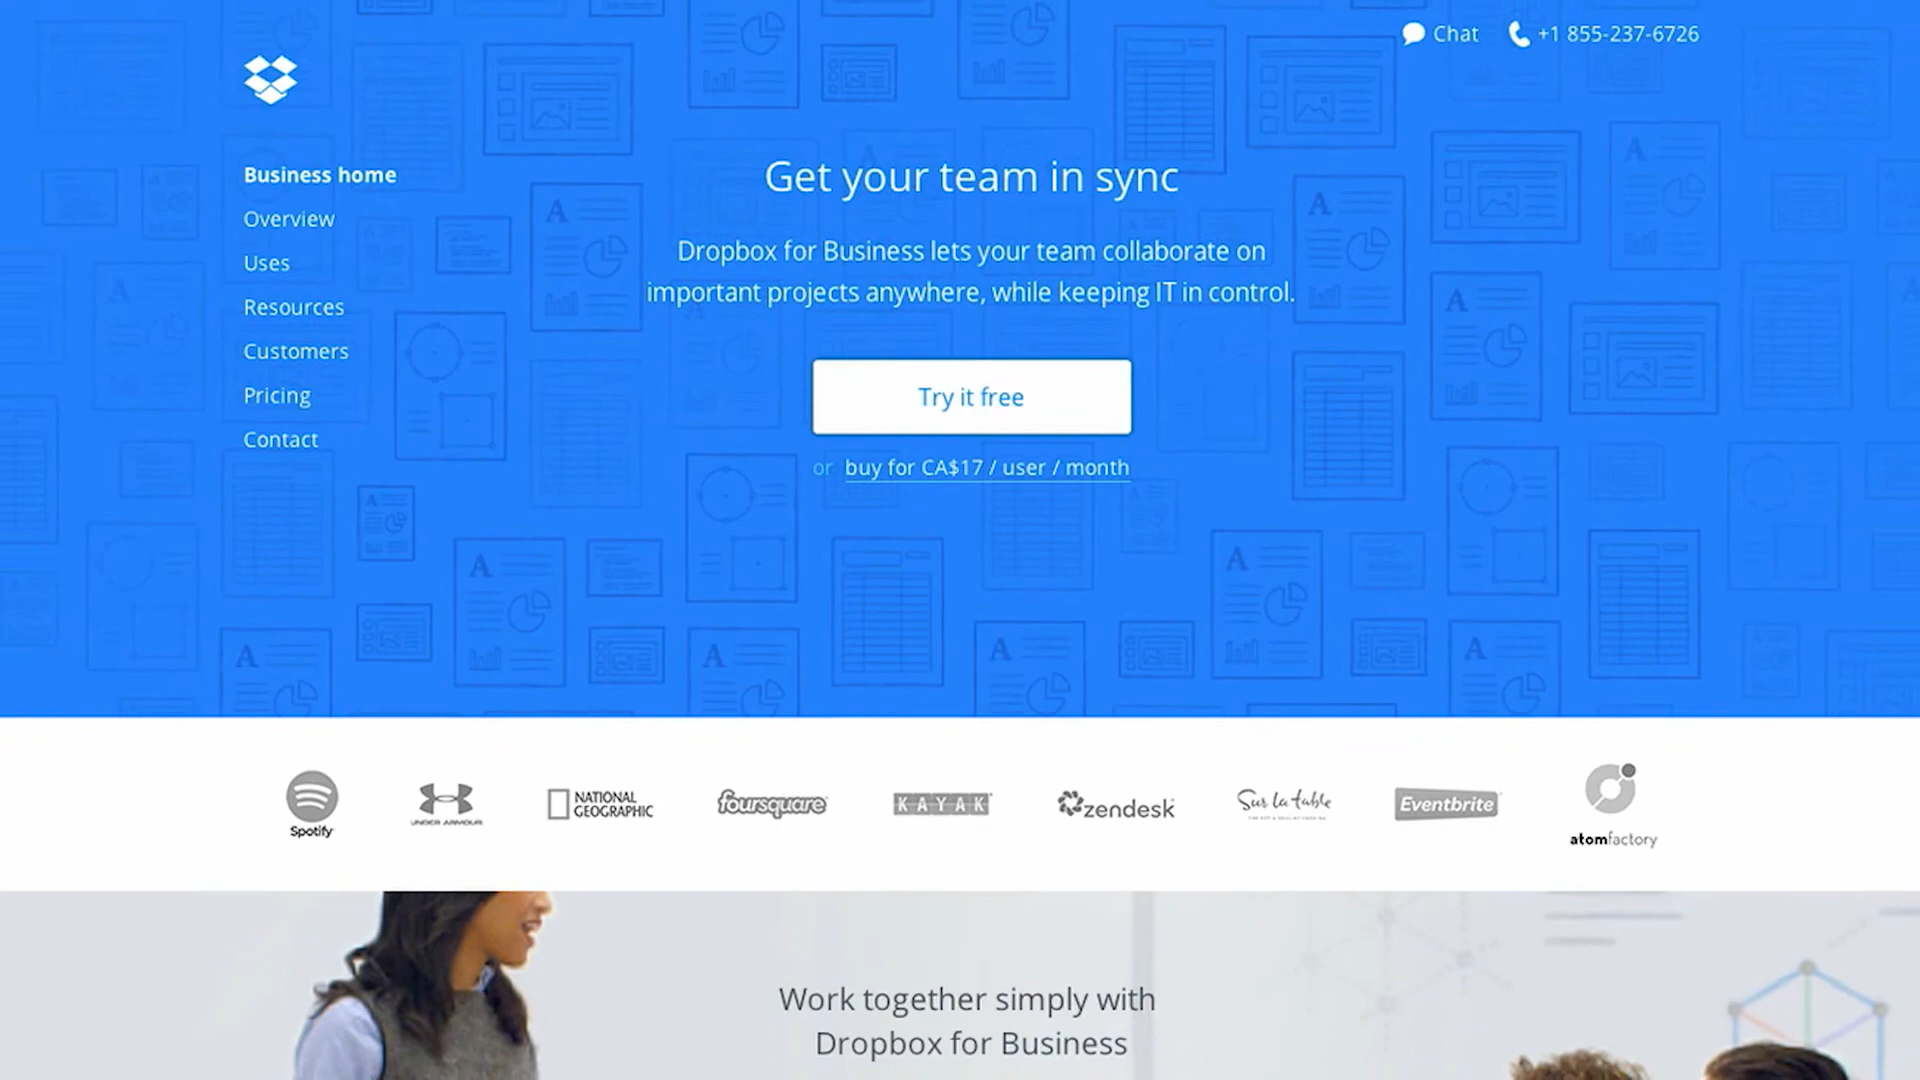 Chat +1 855-237-6726
Business home
Overview
Uses
Resources
Customers
Pricing
Contact
Get your team in sync
Dropbox for Business lets your team collaborate on
important projects anywhere, while keeping IT in control.
Try it free
or buy for CA$17 / user / month
Spotify
UNDER ARMOUR
NATIONAL
GEOGRAPHIC
foursquare
KAYAK
zendesk
Sur la table
Eventbrite
atomfactory
Work together simply with
Dropbox for Business